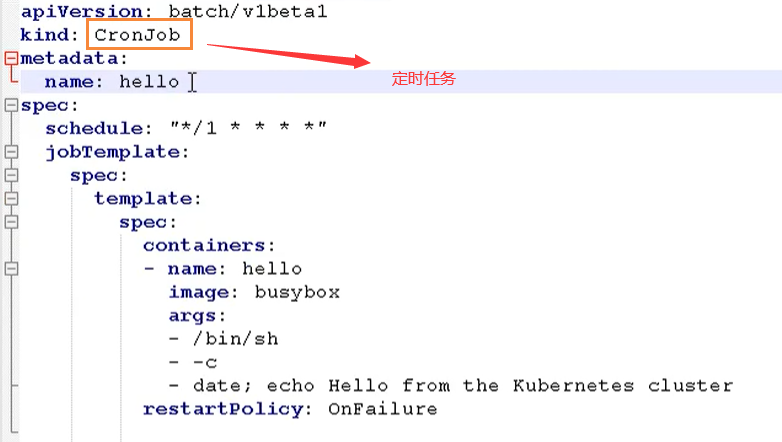 apiVersion: batch/v1beta1
kind: CronJob
metadata:
定时任务
  name: hello
spec:
  schedule: "*/1 * * * *"
  jobTemplate:
    spec:
      template:
        spec:
          containers:
          - name: hello
            image: busybox
            args:
            - /bin/sh
            - -c
            - date; echo Hello from the Kubernetes cluster
          restartPolicy: OnFailure